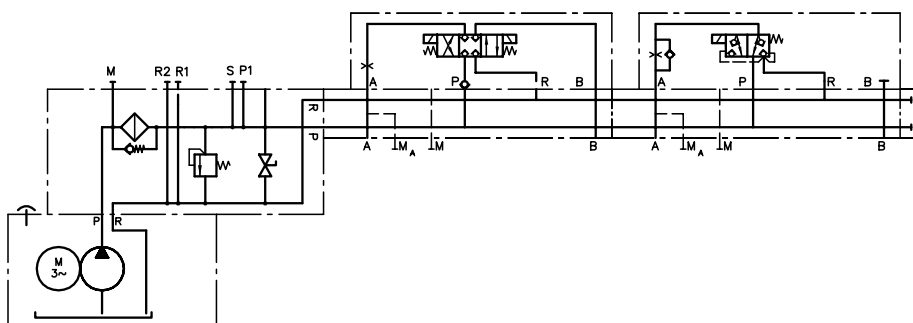 A P R B
A P R B
M R2 R1 S P1
R
P
A M A M B
A M A M B
P R
M
3~